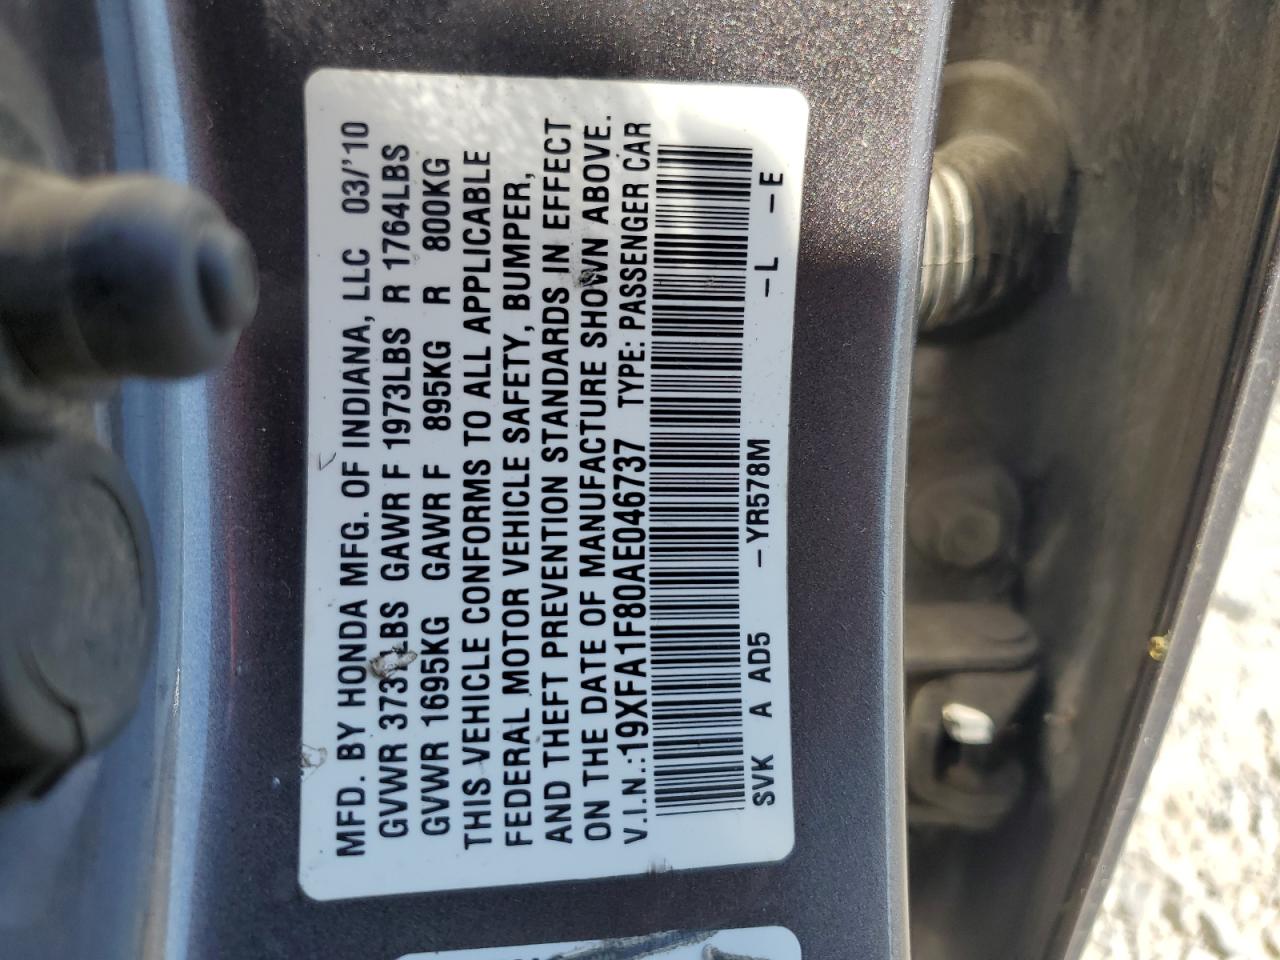 MFD. BY HONDA MFG. OF INDIANA, LLC 03/'10
GVWR 3737LBS GAWR F 1973LBS R 1764LBS
GVWR 1695KG GAWR F 895KG R 800KG
THIS VEHICLE CONFORMS TO ALL APPLICABLE
FEDERAL MOTOR VEHICLE SAFETY, BUMPER,
AND THEFT PREVENTION STANDARDS IN EFFECT
ON THE DATE OF MANUFACTURE SHOWN ABOVE.
V.I.N.:19XFA1F80AE046737 TYPE: PASSENGER CAR
SVK A AD5 -YR578M -L -E